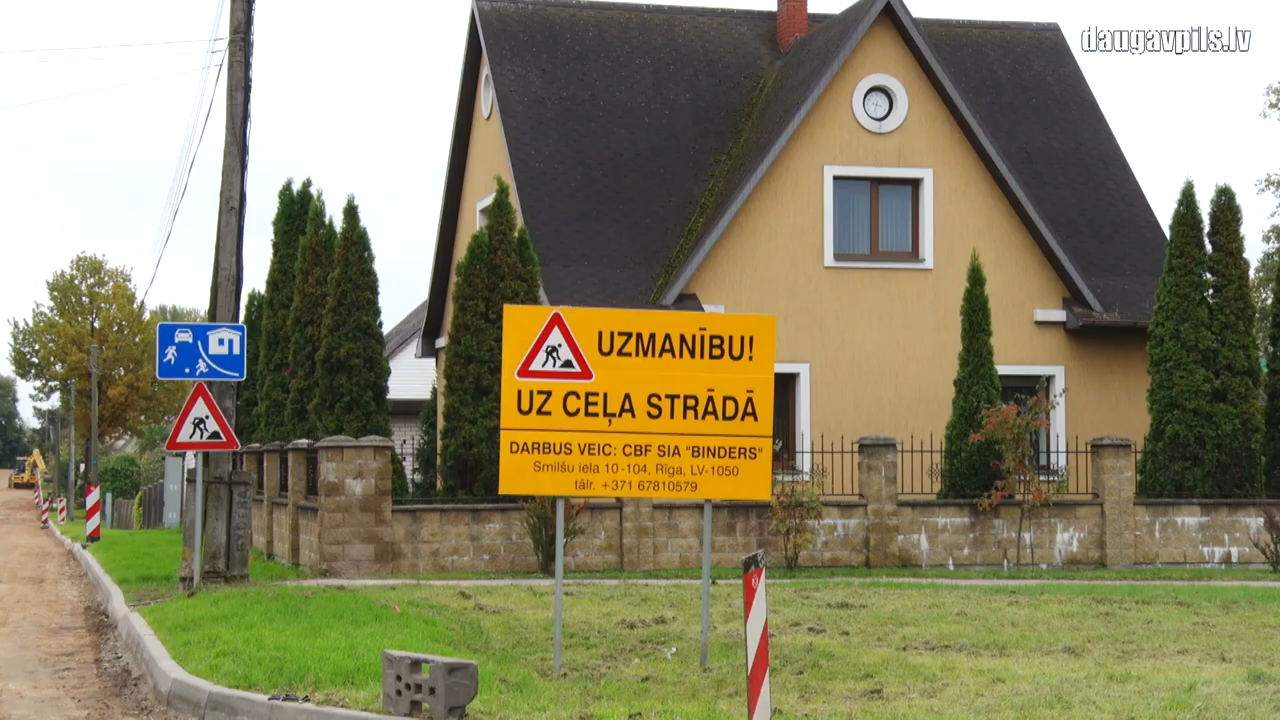 daugavpils.lv
UZMANĪBU!
UZ CEĻA STRĀDĀ
DARBUS VEIC: CBF SIA "BINDERS"
Smilšu iela 10-104, Rīga, LV-1050
tālr. +371 67810579